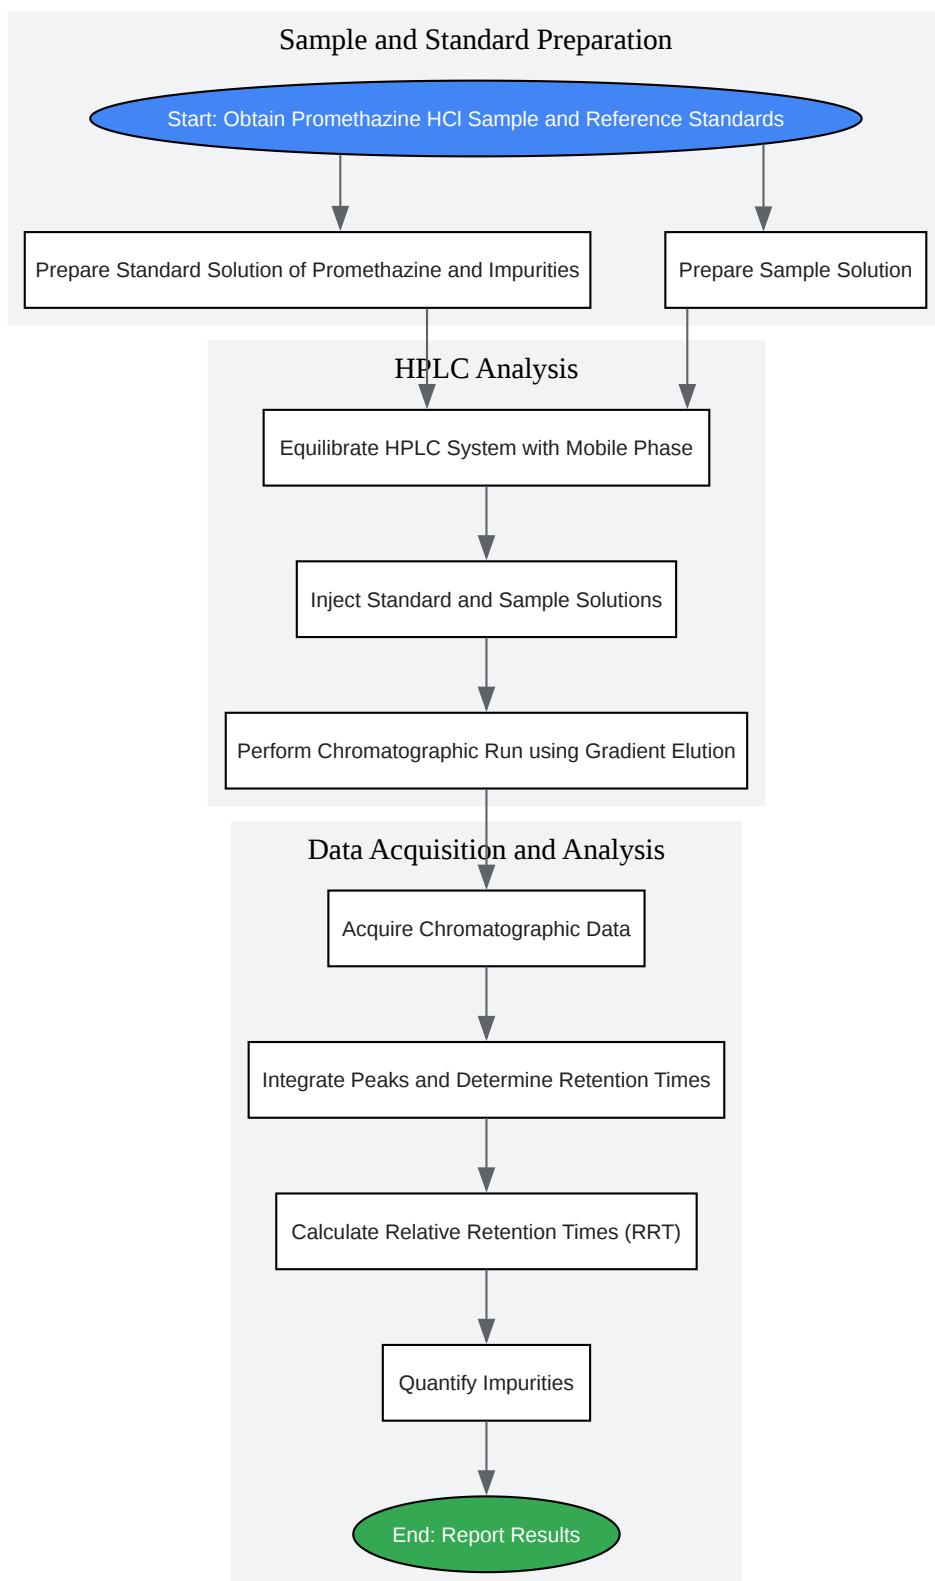 Sample and Standard Preparation
Start: Obtain Promethazine HCl Sample and Reference Standards
Prepare Standard Solution of Promethazine and Impurities
Prepare Sample Solution
HPLC Analysis
Equilibrate HPLC System with Mobile Phase
Inject Standard and Sample Solutions
Perform Chromatographic Run using Gradient Elution
Data Acquisition and Analysis
Acquire Chromatographic Data
Integrate Peaks and Determine Retention Times
Calculate Relative Retention Times (RRT)
Quantify Impurities
End: Report Results